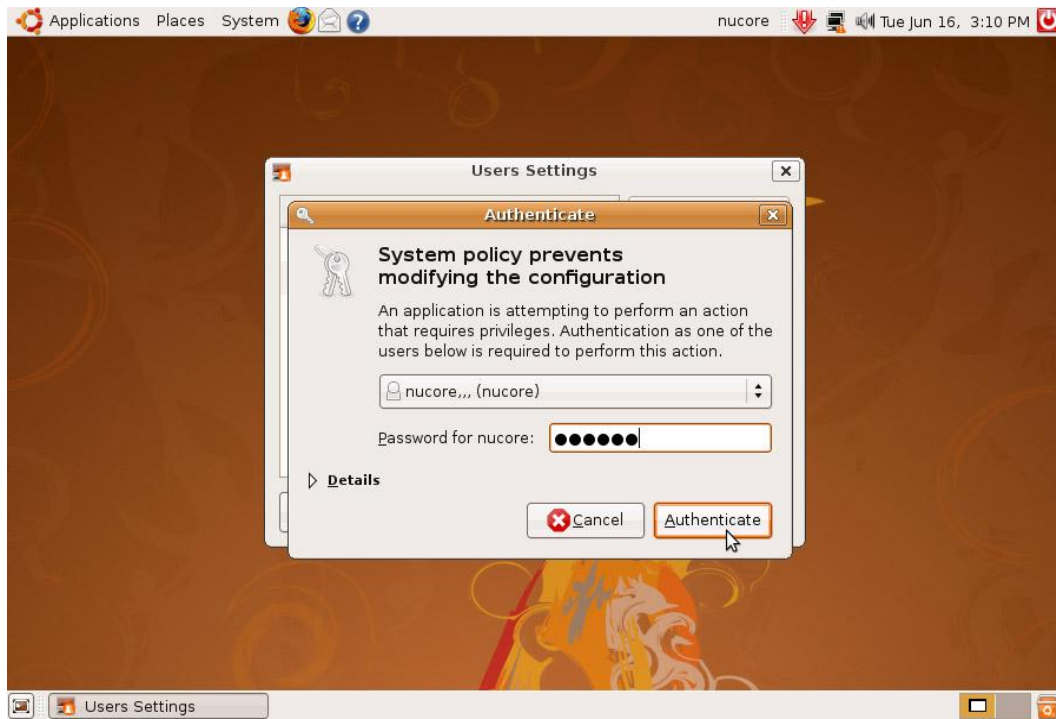 Applications Places System nucore Tue Jun 16, 3:10 PM
Users Settings
Authenticate
System policy prevents
modifying the configuration
An application is attempting to perform an action
that requires privileges. Authentication as one of the
users below is required to perform this action.
nucore,,, (nucore)
Password for nucore: ●●●●●●
Details
Cancel Authenticate
Users Settings